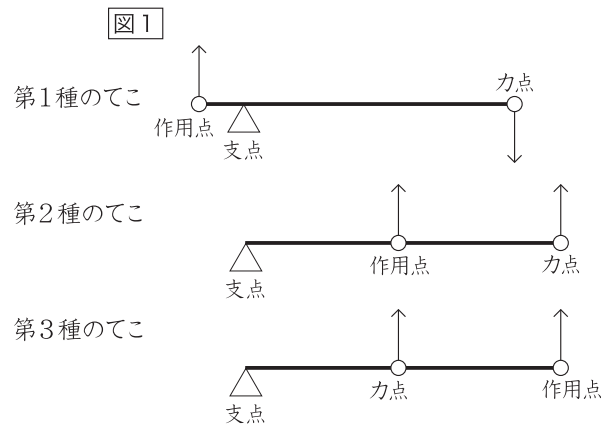 図1
第1種のてこ
力点
作用点
支点
第2種のてこ
作用点
力点
支点
第3種のてこ
力点
作用点
支点